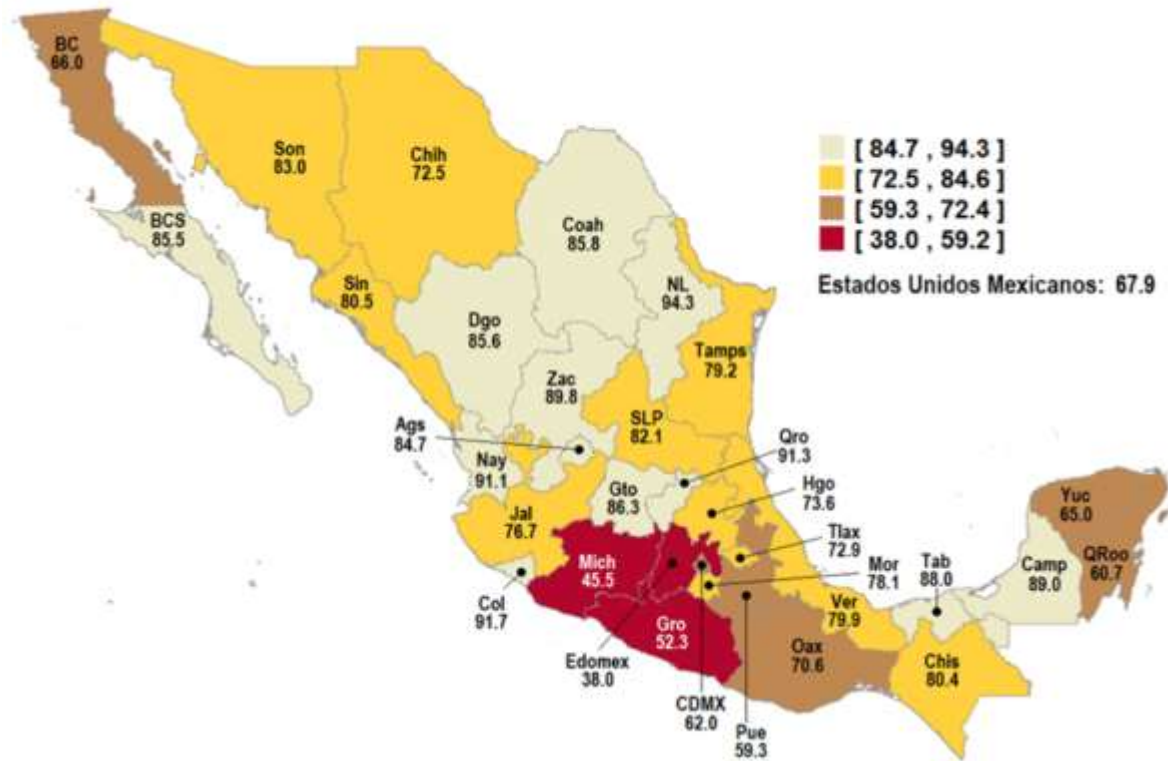 BC
66.0
Son
83.0
Chih
72.5
BCS
85.5
Coah
85.8
Sin
80.5
NL
94.3
Dgo
85.6
Tamps
79.2
Zac
89.8
SLP
82.1
Ags
84.7
Nay
91.1
Qro
91.3
Gto
86.3
Hgo
73.6
Jal
76.7
Tlax
72.9
Mich
45.5
Mor
78.1
Tab
88.0
Camp
89.0
Yuc
65.0
QRoo
60.7
Col
91.7
Gro
52.3
Ver
79.9
Edomex
38.0
Oax
70.6
Chis
80.4
CDMX
62.0
Pue
59.3
[ 84.7 , 94.3 ]
[ 72.5 , 84.6 ]
[ 59.3 , 72.4 ]
[ 38.0 , 59.2 ]
Estados Unidos Mexicanos: 67.9